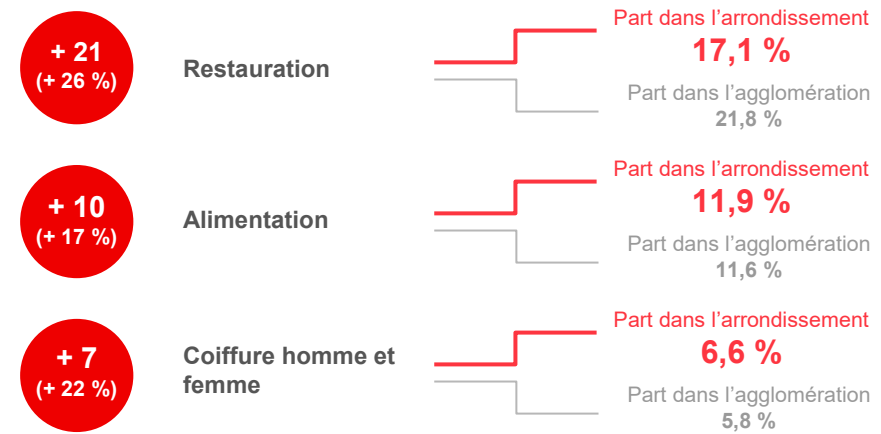 + 21
(+ 26 %)
Restauration
Part dans l’arrondissement
17,1 %
Part dans l’agglomération
21,8 %
+ 10
(+ 17 %)
Alimentation
Part dans l’arrondissement
11,9 %
Part dans l’agglomération
11,6 %
+ 7
(+ 22 %)
Coiffure homme et
femme
Part dans l’arrondissement
6,6 %
Part dans l’agglomération
5,8 %